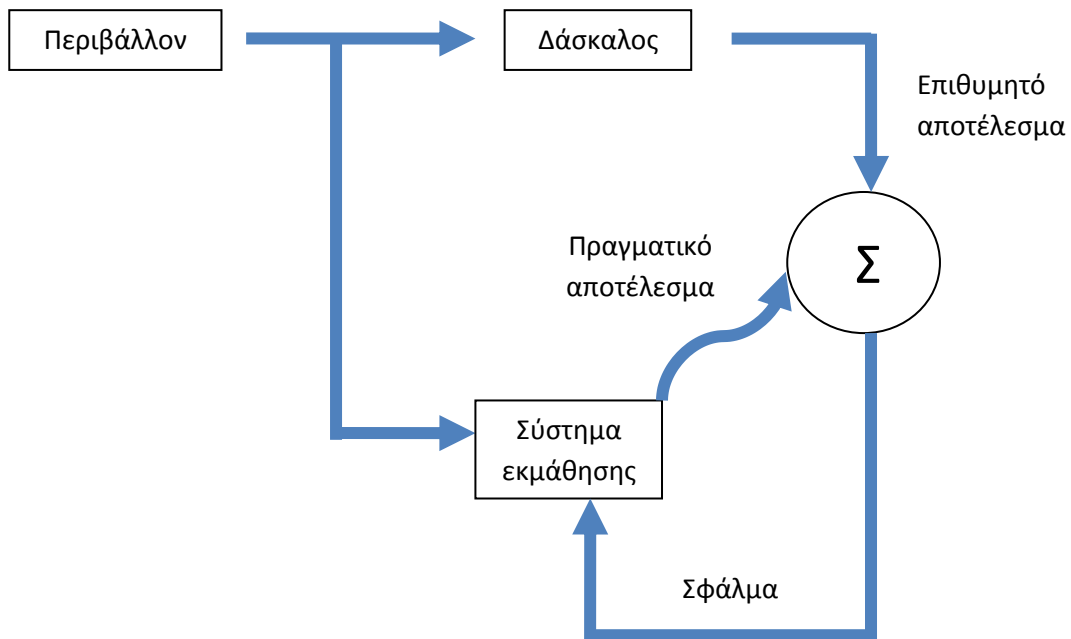 Περιβάλλον
Δάσκαλος
Επιθυμητό
αποτέλεσμα
Πραγματικό
αποτέλεσμα
Σ
Σύστημα
εκμάθησης
Σφάλμα